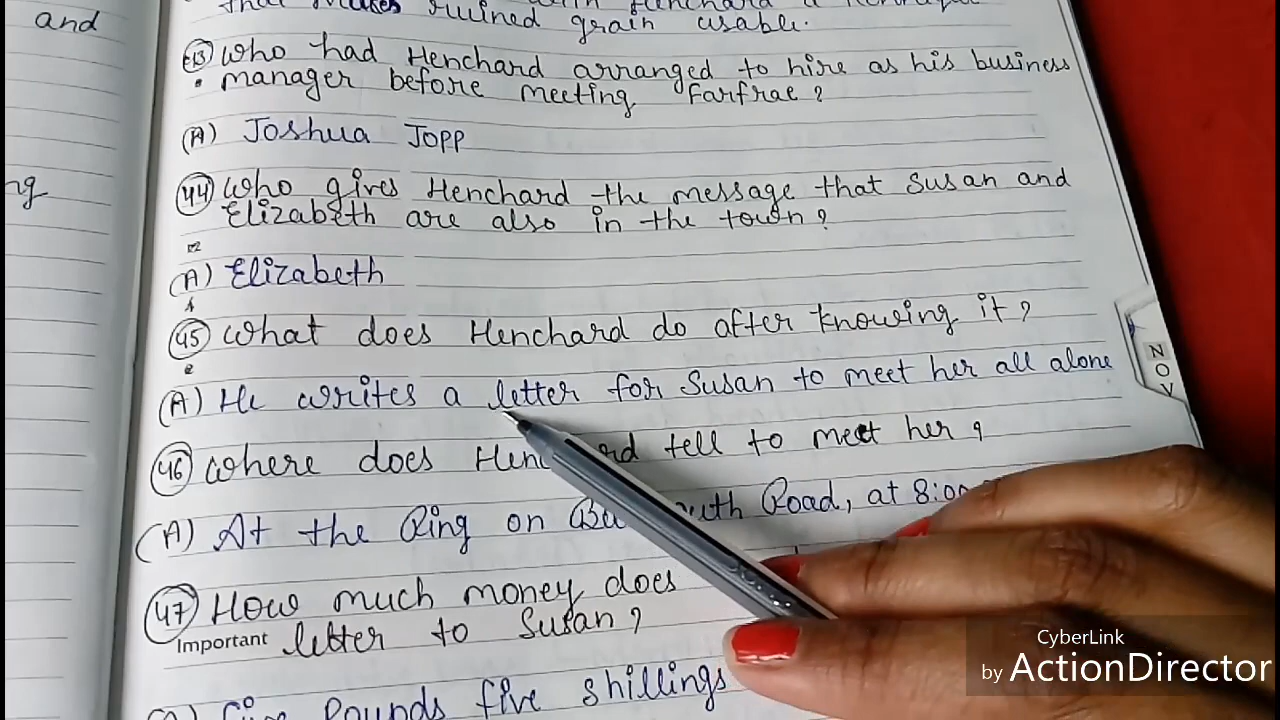 and
ng
that makes ruined grain usable.
43 Who had Henchard arranged to hire as his business
manager before meeting Farfrae?
(A) Joshua Jopp
44 Who gives Henchard the message that Susan and
Elizabeth are also in the town?
(A) Elizabeth
45 What does Henchard do after knowing it?
(A) He writes a letter for Susan to meet her all alone
46 Where does tell to meet her?
(A) At the Ring on Road, at 8:00
47 How much money does
Important letter to Susan?
Pounds five shillings
NOV
CyberLink
by ActionDirector